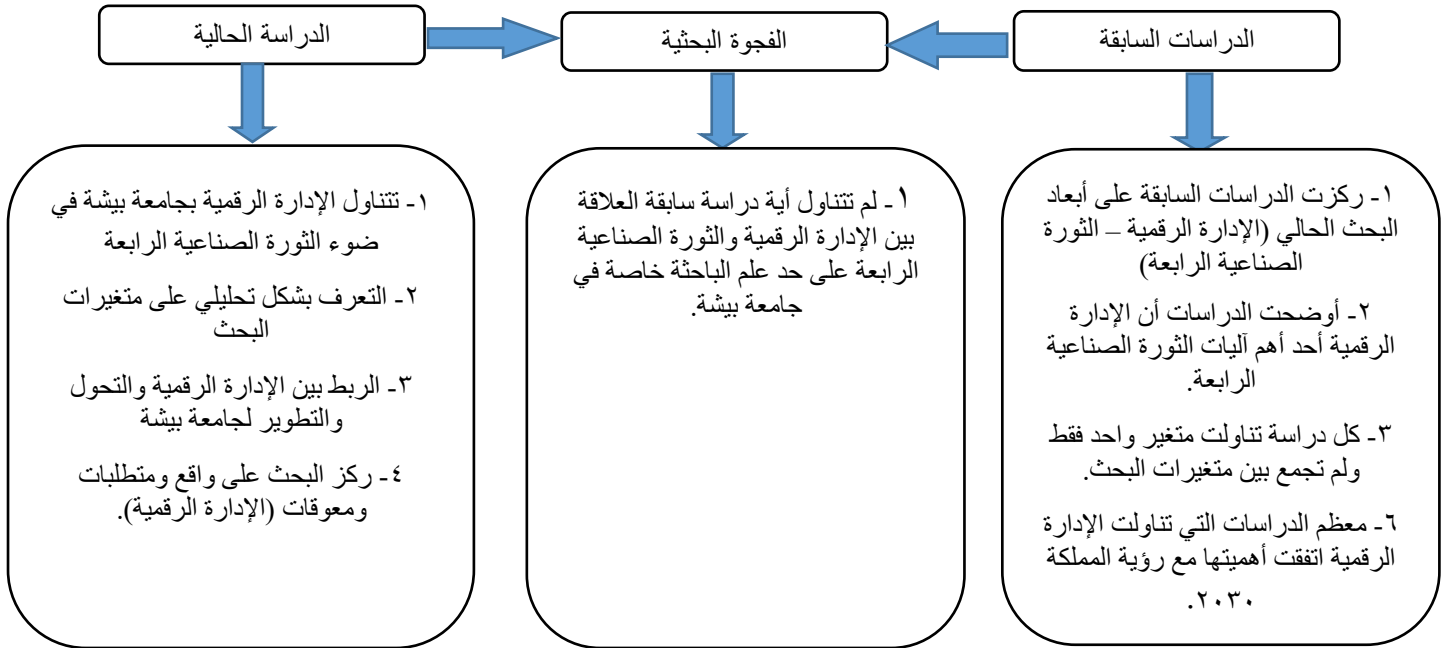 الدراسات السابقة
الفجوة البحثية
الدراسة الحالية
١- ركزت الدراسات السابقة على أبعاد
البحث الحالي (الإدارة الرقمية – الثورة
الصناعية الرابعة)
٢- أوضحت الدراسات أن الإدارة
الرقمية أحد أهم آليات الثورة الصناعية
الرابعة.
٣- كل دراسة تناولت متغير واحد فقط
ولم تجمع بين متغيرات البحث.
٦- معظم الدراسات التي تناولت الإدارة
الرقمية اتفقت أهميتها مع رؤية المملكة
٢٠٣٠.
١- لم تتناول أية دراسة سابقة العلاقة
بين الإدارة الرقمية والثورة الصناعية
الرابعة على حد علم الباحثة خاصة في
جامعة بيشة.
١- تتناول الإدارة الرقمية بجامعة بيشة في
ضوء الثورة الصناعية الرابعة
٢- التعرف بشكل تحليلي على متغيرات
البحث
٣- الربط بين الإدارة الرقمية والتحول
والتطوير لجامعة بيشة
٤- ركز البحث على واقع ومتطلبات
ومعوقات (الإدارة الرقمية).